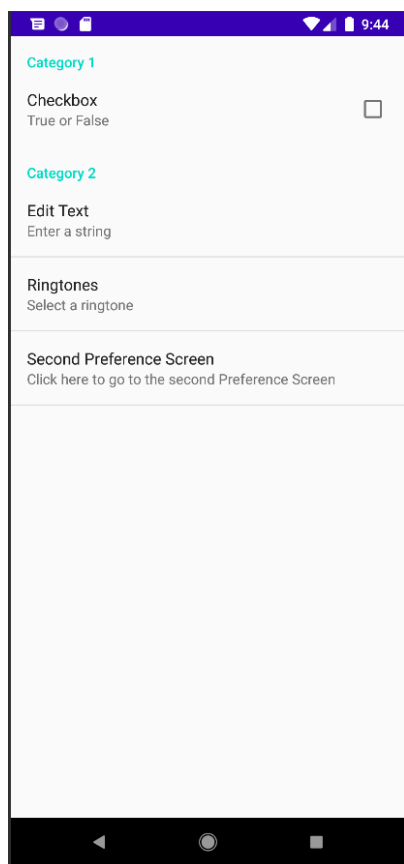 9:44
Category 1
Checkbox
True or False
Category 2
Edit Text
Enter a string
Ringtones
Select a ringtone
Second Preference Screen
Click here to go to the second Preference Screen